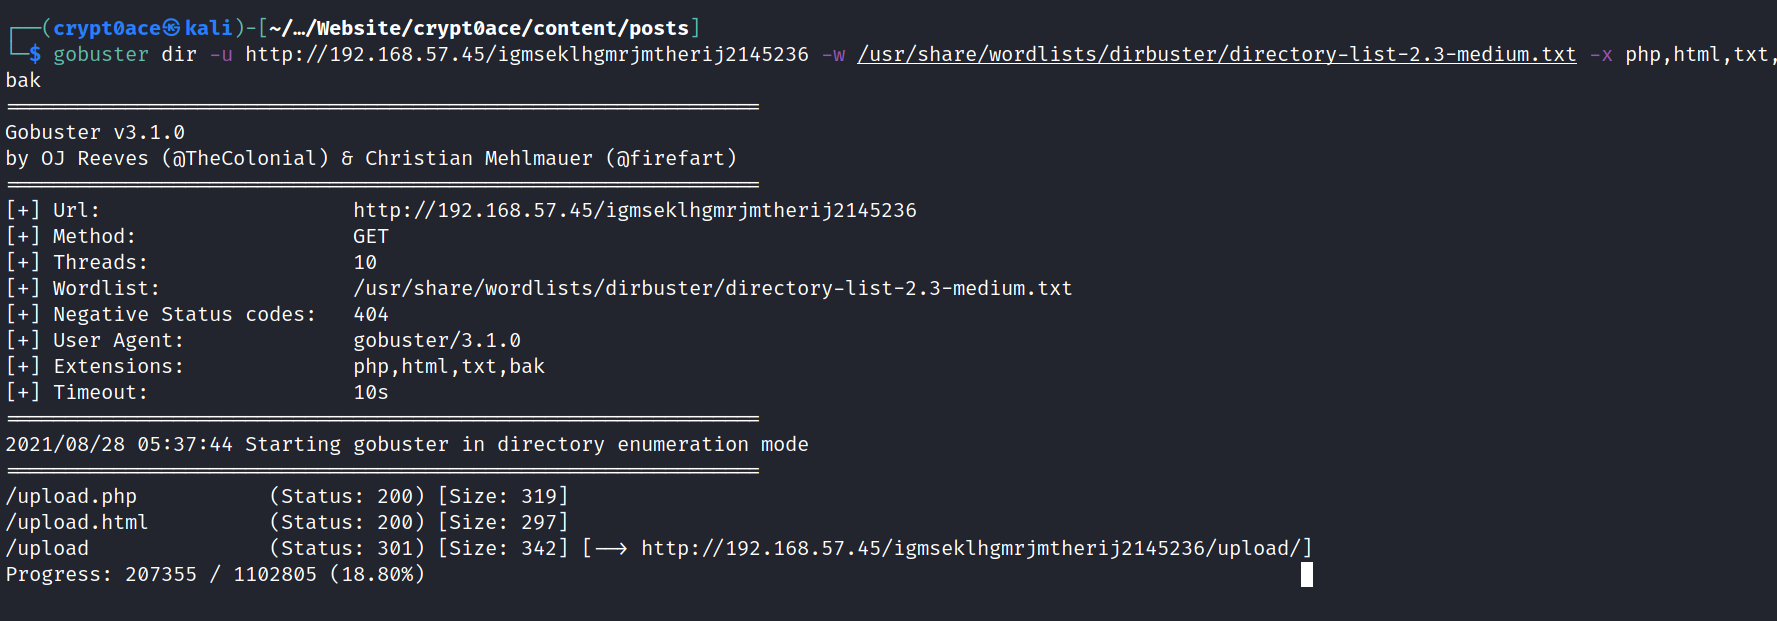 ┌──(crypt0ace㉿kali)-[~/…/Website/crypt0ace/content/posts]
└─$ gobuster dir -u http://192.168.57.45/igmseklhgmrjmtherij2145236 -w /usr/share/wordlists/dirbuster/directory-list-2.3-medium.txt -x php,html,txt,
bak
===============================================================
Gobuster v3.1.0
by OJ Reeves (@TheColonial) & Christian Mehlmauer (@firefart)
===============================================================
[+] Url:                     http://192.168.57.45/igmseklhgmrjmtherij2145236
[+] Method:                  GET
[+] Threads:                 10
[+] Wordlist:                /usr/share/wordlists/dirbuster/directory-list-2.3-medium.txt
[+] Negative Status codes:   404
[+] User Agent:              gobuster/3.1.0
[+] Extensions:              php,html,txt,bak
[+] Timeout:                 10s
===============================================================
2021/08/28 05:37:44 Starting gobuster in directory enumeration mode
===============================================================
/upload.php           (Status: 200) [Size: 319]
/upload.html          (Status: 200) [Size: 297]
/upload               (Status: 301) [Size: 342] [--> http://192.168.57.45/igmseklhgmrjmtherij2145236/upload/]
Progress: 207355 / 1102805 (18.80%)